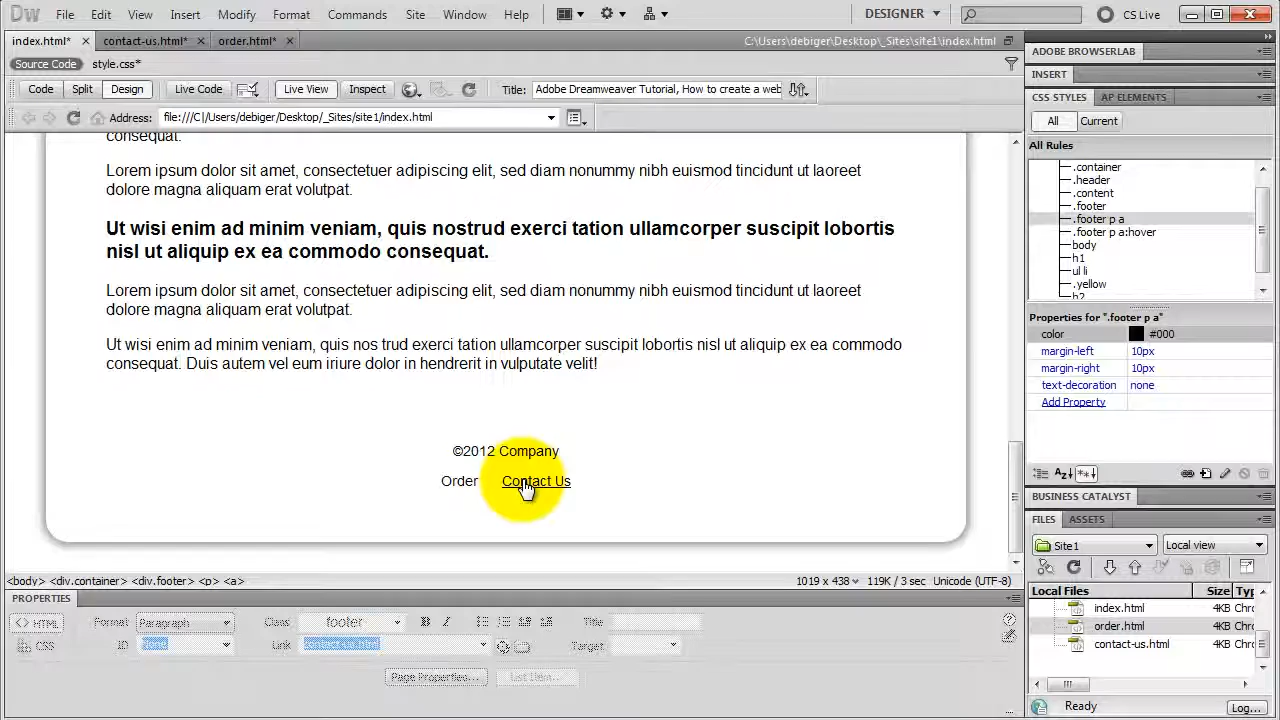 Dw File Edit View Insert Modify Format Commands Site Window Help DESIGNER CS Live
index.html* contact-us.html* order.html* C:\Users\debiger\Desktop\_Sites\site1\index.html
Source Code style.css*
Code Split Design Live Code Live View Inspect Title: Adobe Dreamweaver Tutorial, How to create a web
Address: file:///C|/Users/debiger/Desktop/_Sites/site1/index.html
consequat.
Lorem ipsum dolor sit amet, consectetuer adipiscing elit, sed diam nonummy nibh euismod tincidunt ut laoreet
dolore magna aliquam erat volutpat.
Ut wisi enim ad minim veniam, quis nostrud exerci tation ullamcorper suscipit lobortis
nisl ut aliquip ex ea commodo consequat.
Lorem ipsum dolor sit amet, consectetuer adipiscing elit, sed diam nonummy nibh euismod tincidunt ut laoreet
dolore magna aliquam erat volutpat.
Ut wisi enim ad minim veniam, quis nos trud exerci tation ullamcorper suscipit lobortis nisl ut aliquip ex ea commodo
consequat. Duis autem vel eum iriure dolor in hendrerit in vulputate velit!
©2012 Company
Order Contact Us
<body> <div.container> <div.footer> <p> <a> 1019 x 438 119K / 3 sec Unicode (UTF-8)
PROPERTIES
<> HTML Format Paragraph Class footer B I Title
CSS ID None Link contact-us.html Target
Page Properties... List Item...
ADOBE BROWSERLAB
INSERT
CSS STYLES AP ELEMENTS
All Current
All Rules
.container
.header
.content
.footer
.footer p a
.footer p a:hover
body
h1
ul li
.yellow
h2
Properties for ".footer p a"
color #000
margin-left 10px
margin-right 10px
text-decoration none
Add Property
BUSINESS CATALYST
FILES ASSETS
Site1 Local view
Local Files Size Typ
index.html 4KB Chro
order.html 4KB Chro
contact-us.html 4KB Chro
Ready Log...